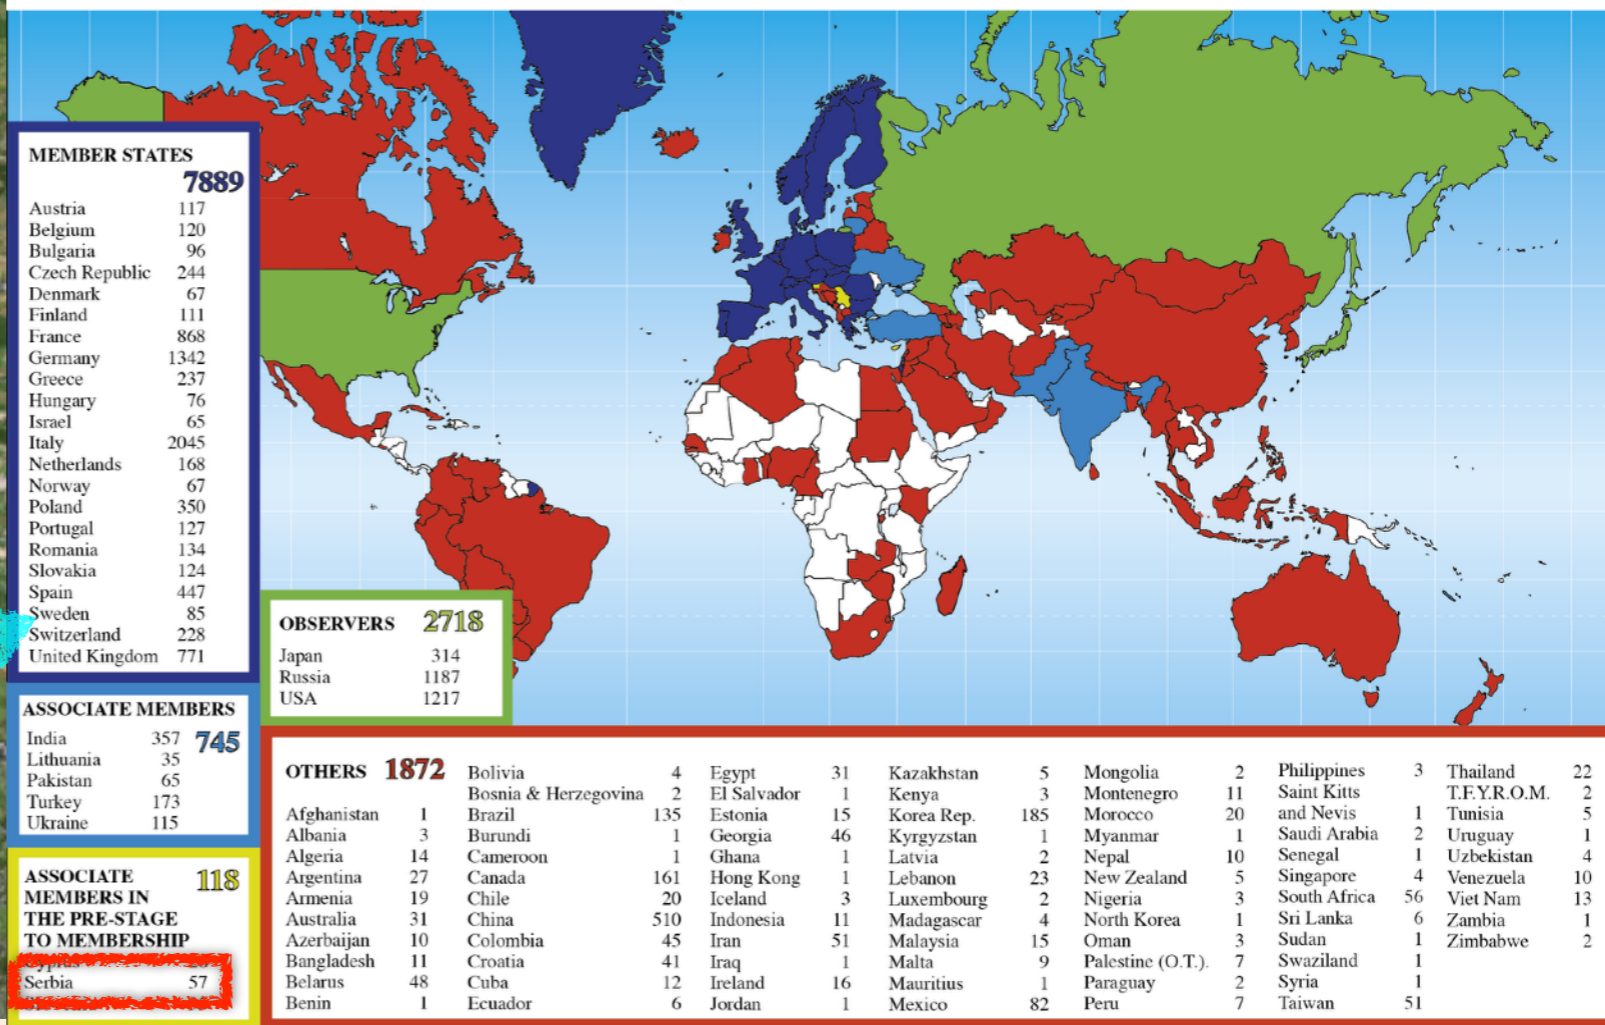 MEMBER STATES
7889
Austria 117
Belgium 120
Bulgaria 96
Czech Republic 244
Denmark 67
Finland 111
France 868
Germany 1342
Greece 237
Hungary 76
Israel 65
Italy 2045
Netherlands 168
Norway 67
Poland 350
Portugal 127
Romania 134
Slovakia 124
Spain 447
Sweden 85
Switzerland 228
United Kingdom 771
ASSOCIATE MEMBERS
745
India 357
Lithuania 35
Pakistan 65
Turkey 173
Ukraine 115
ASSOCIATE 118
MEMBERS IN
THE PRE-STAGE
TO MEMBERSHIP
Cyprus
Serbia 57
OBSERVERS 2718
Japan 314
Russia 1187
USA 1217
OTHERS 1872
Afghanistan 1
Albania 3
Algeria 14
Argentina 27
Armenia 19
Australia 31
Azerbaijan 10
Bangladesh 11
Belarus 48
Benin 1
Bolivia 4
Bosnia & Herzegovina 2
Brazil 135
Burundi 1
Cameroon 1
Canada 161
Chile 20
China 510
Colombia 45
Croatia 41
Cuba 12
Ecuador 6
Egypt 31
El Salvador 1
Estonia 15
Georgia 46
Ghana 1
Hong Kong 1
Iceland 3
Indonesia 11
Iran 51
Iraq 1
Ireland 16
Jordan 1
Kazakhstan 5
Kenya 3
Korea Rep. 185
Kyrgyzstan 1
Latvia 2
Lebanon 23
Luxembourg 2
Madagascar 4
Malaysia 15
Malta 9
Mauritius 1
Mexico 82
Mongolia 2
Montenegro 11
Morocco 20
Myanmar 1
Nepal 10
New Zealand 5
Nigeria 3
North Korea 1
Oman 3
Palestine (O.T.). 7
Paraguay 2
Peru 7
Philippines 3
Saint Kitts
and Nevis 1
Saudi Arabia 2
Senegal 1
Singapore 4
South Africa 56
Sri Lanka 6
Sudan 1
Swaziland 1
Syria 1
Taiwan 51
Thailand 22
T.F.Y.R.O.M. 2
Tunisia 5
Uruguay 1
Uzbekistan 4
Venezuela 10
Viet Nam 13
Zambia 1
Zimbabwe 2